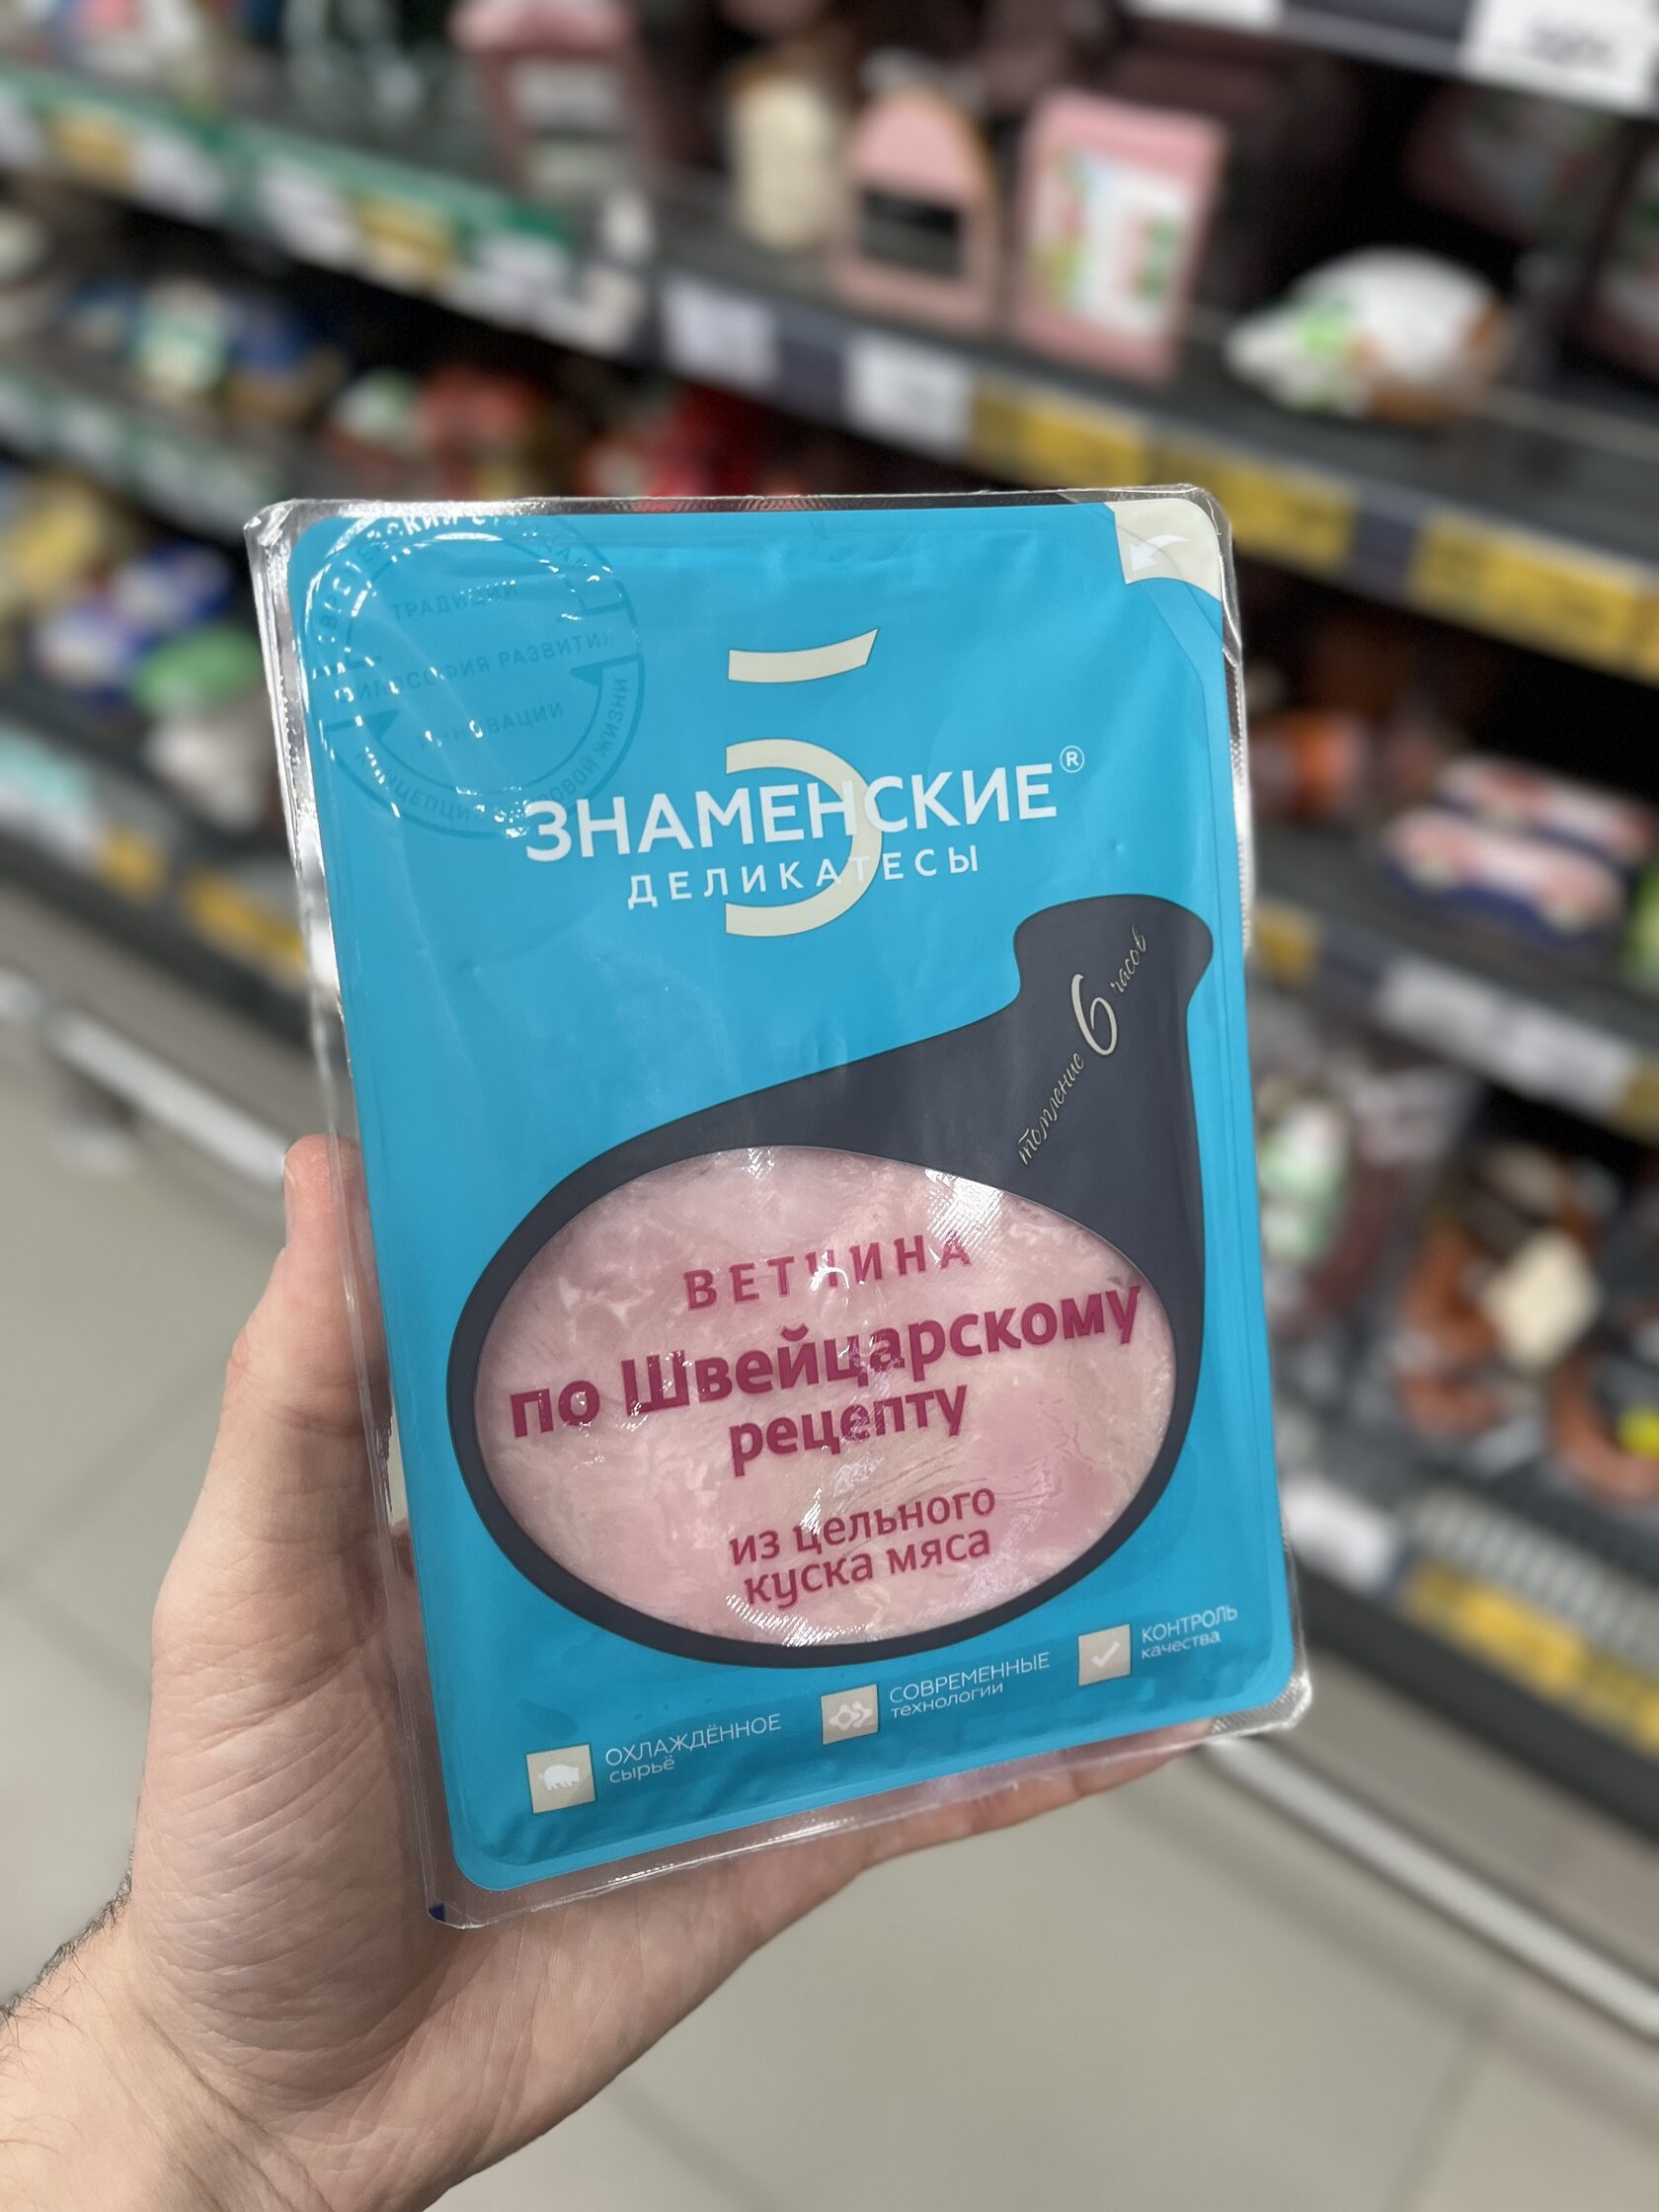 ТРАДИЦИИ
ФИЛОСОФИЯ РАЗВИТИЯ
ИННОВАЦИИ
ЗНАМЕНСКИЕ®
ДЕЛИКАТЕСЫ
томление 6 часов
ВЕТЧИНА
по Швейцарскому
рецепту
из цельного
куска мяса
ОХЛАЖДЁННОЕ
сырьё
СОВРЕМЕННЫЕ
технологии
КОНТРОЛЬ
качества